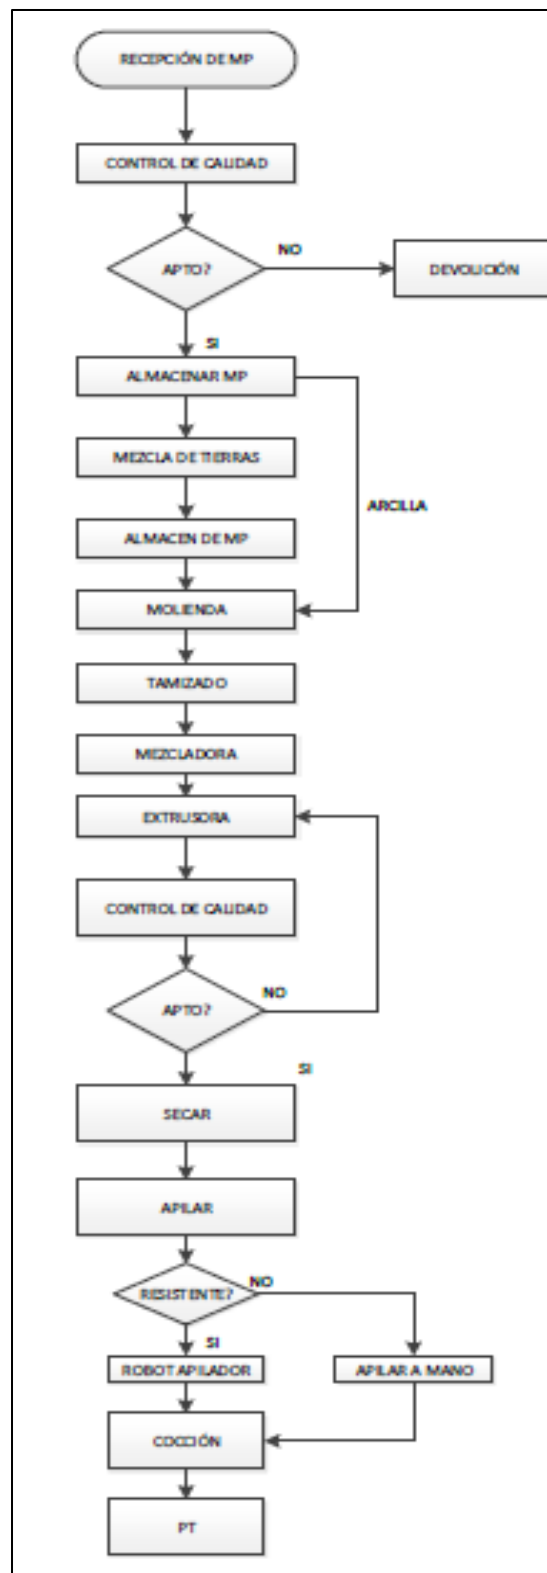 RECEPCIÓN DE MP
CONTROL DE CALIDAD
APTO?
NO
DEVOLICIÓN
SI
ALMACENAR MP
MEZCLA DE TIERRAS
ARCILLA
ALMACEN DE MP
MOLIENDA
TAMIZADO
MEZCLADORA
EXTRUSORA
CONTROL DE CALIDAD
APTO?
NO
SI
SECAR
APILAR
RESISTENTE?
NO
SI
ROBOT APILADOR
APILAR A MANO
COCCIÓN
PT